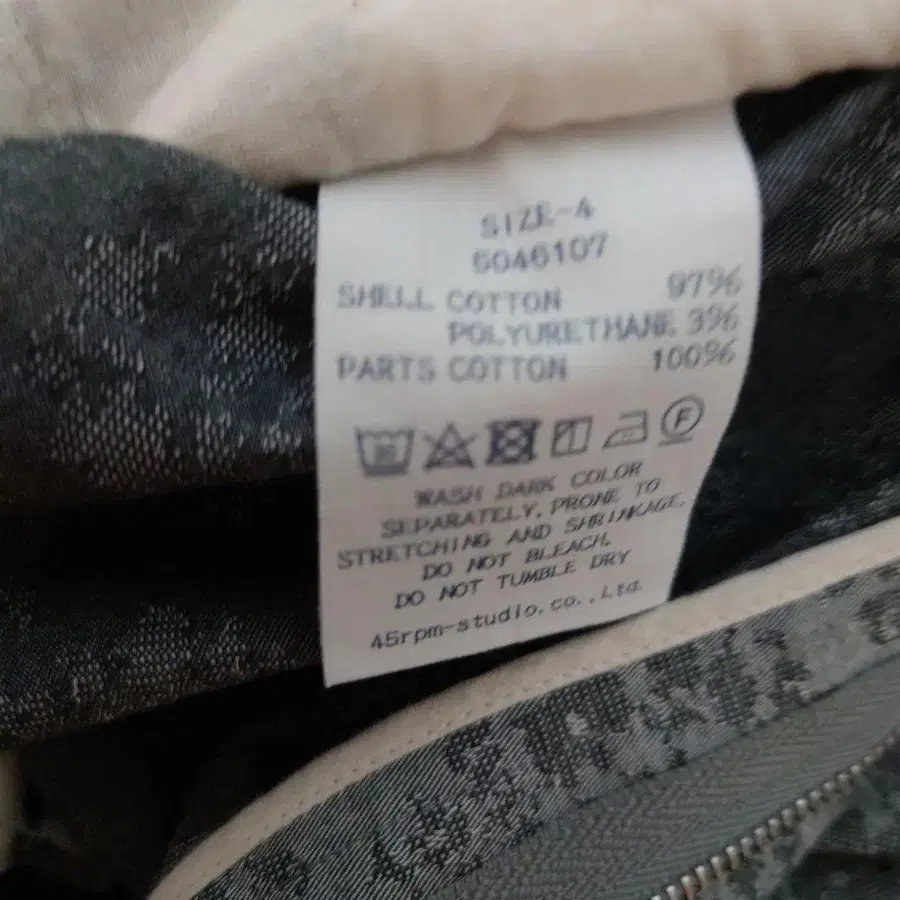 SIZE-4
5046107
SHELL COTTON 97%
POLYURETHANE 3%
PARTS COTTON 100%
F
WASH DARK COLOR
SEPARATELY, PRONE TO
STRETCHING AND SHRINKAGE.
DO NOT BLEACH.
DO NOT TUMBLE DRY
45rpm-studio.co.,Ltd.